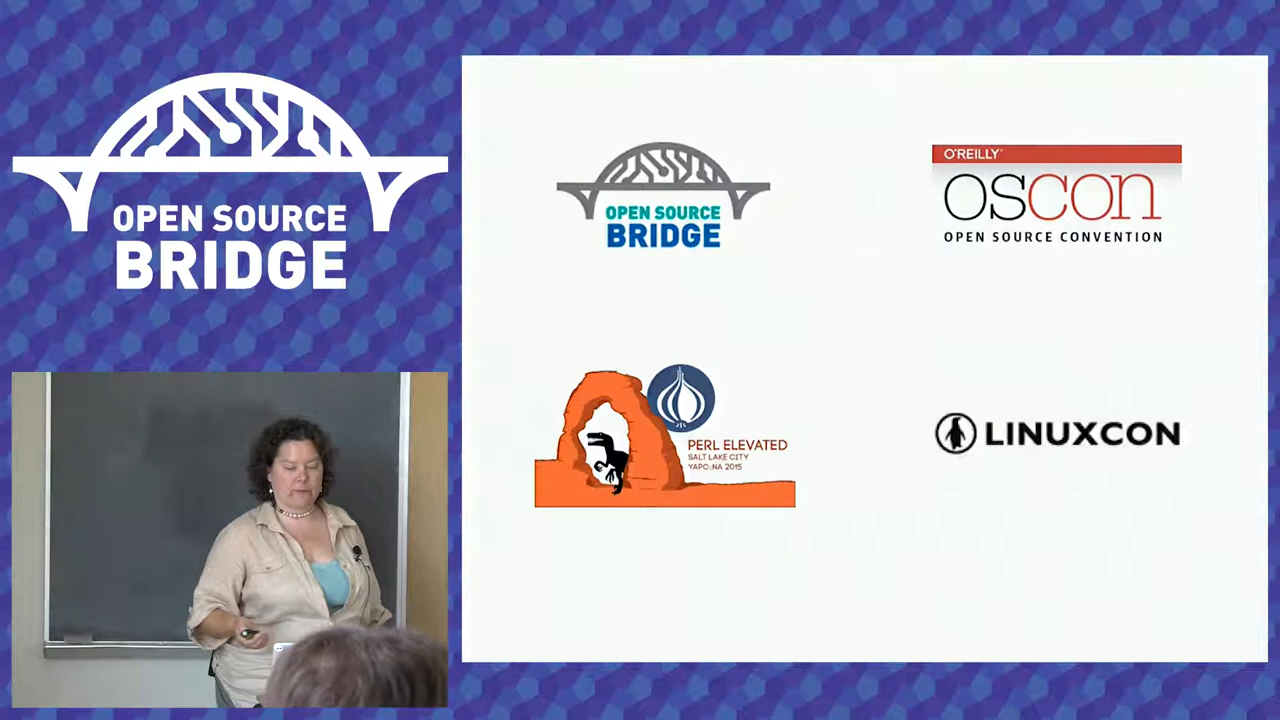 OPEN SOURCE
BRIDGE
OPEN SOURCE
BRIDGE
O'REILLY
OSCON
OPEN SOURCE CONVENTION
PERL ELEVATED
SALT LAKE CITY
YAPC::NA 2015
LINUXCON